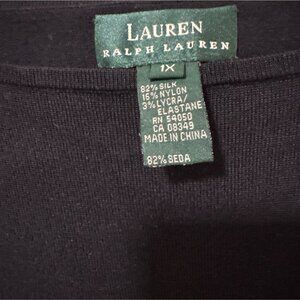 LAUREN
RALPH LAUREN
1X
82% SILK
15% NYLON
3% LYCRA/
ELASTANE
RN 54050
CA 08349
MADE IN CHINA
82% SEDA